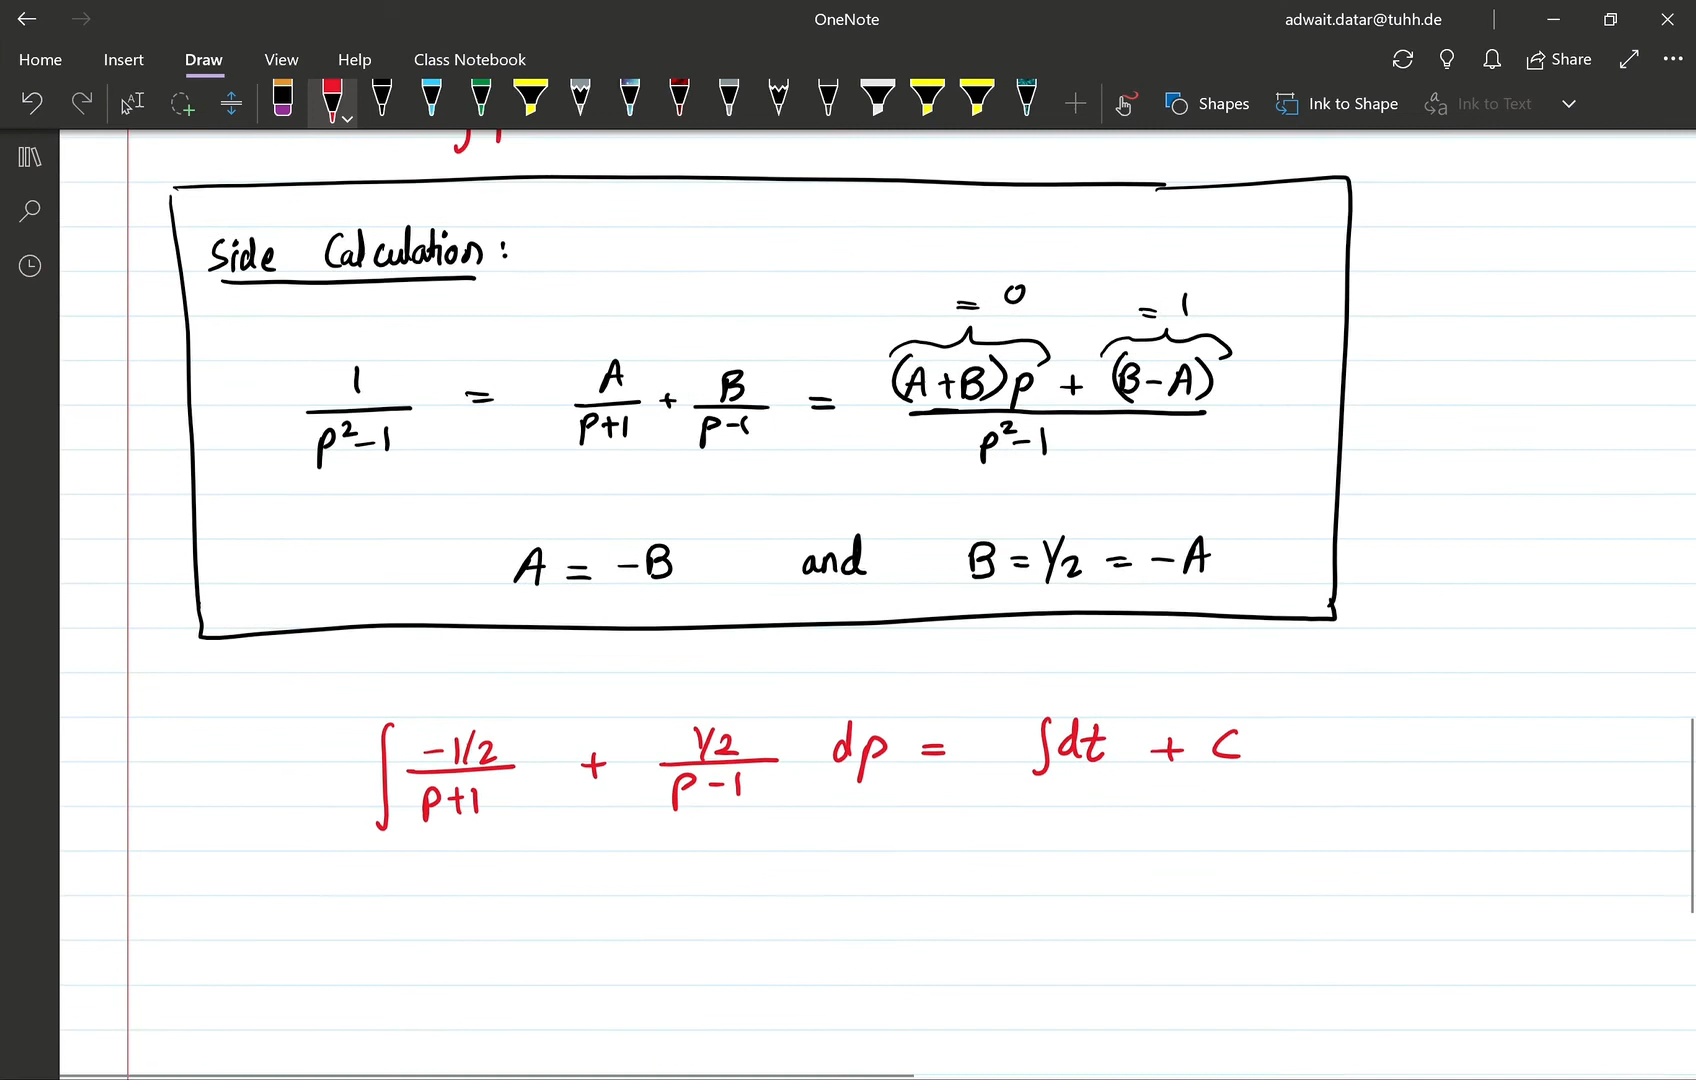 OneNote
adwait.datar@tuhh.de
Home Insert Draw View Help Class Notebook
Share
Shapes Ink to Shape Ink to Text
Side Calculation:
= 0 = 1
1/(p²-1) = A/(p+1) + B/(p-1) = ((A+B)p + (B-A))/(p²-1)
A = -B and B = 1/2 = -A
∫ (-1/2)/(p+1) + (1/2)/(p-1) dp = ∫dt + C